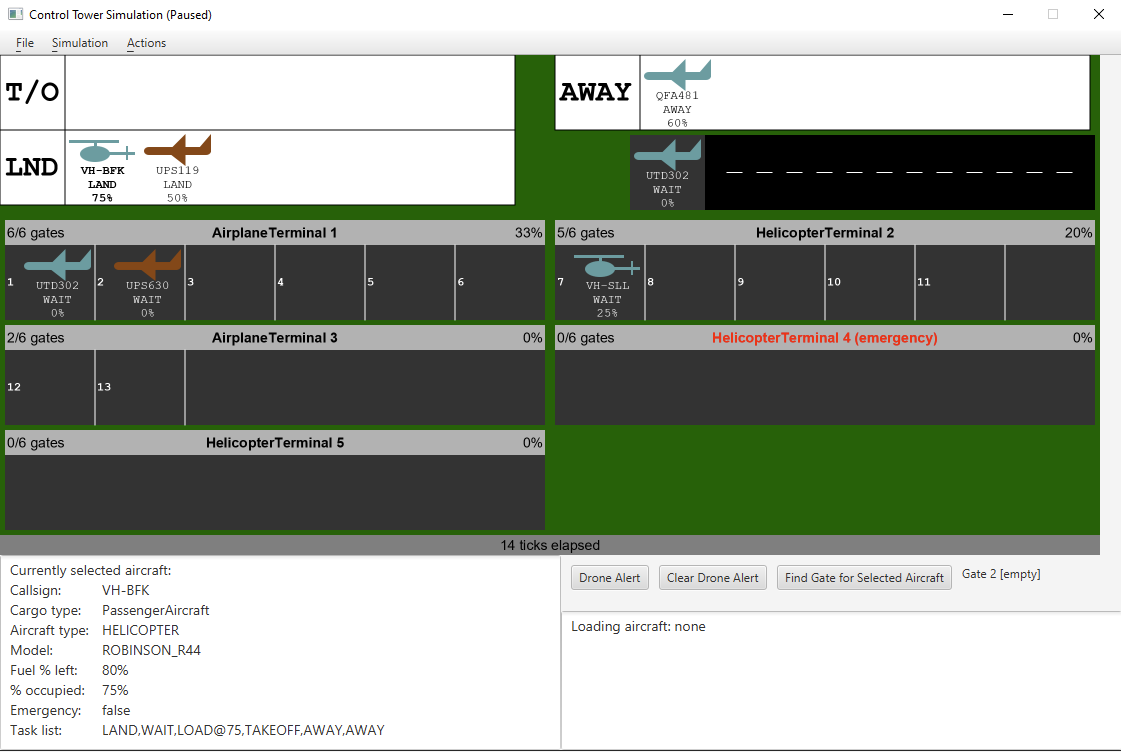 Control Tower Simulation (Paused)
File Simulation Actions
T/O
AWAY
QFA481
AWAY
60%
LND
VH-BFK
LAND
75%
UPS119
LAND
50%
UTD302
WAIT
0%
6/6 gates AirplaneTerminal 1 33%
1
UTD302
WAIT
0%
2
UPS630
WAIT
0%
3
4
5
6
5/6 gates HelicopterTerminal 2 20%
7
VH-SLL
WAIT
25%
8
9
10
11
2/6 gates AirplaneTerminal 3 0%
12
13
0/6 gates HelicopterTerminal 4 (emergency) 0%
0/6 gates HelicopterTerminal 5 0%
14 ticks elapsed
Currently selected aircraft:
Callsign: VH-BFK
Cargo type: PassengerAircraft
Aircraft type: HELICOPTER
Model: ROBINSON_R44
Fuel % left: 80%
% occupied: 75%
Emergency: false
Task list: LAND,WAIT,LOAD@75,TAKEOFF,AWAY,AWAY
Drone Alert
Clear Drone Alert
Find Gate for Selected Aircraft
Gate 2 [empty]
Loading aircraft: none